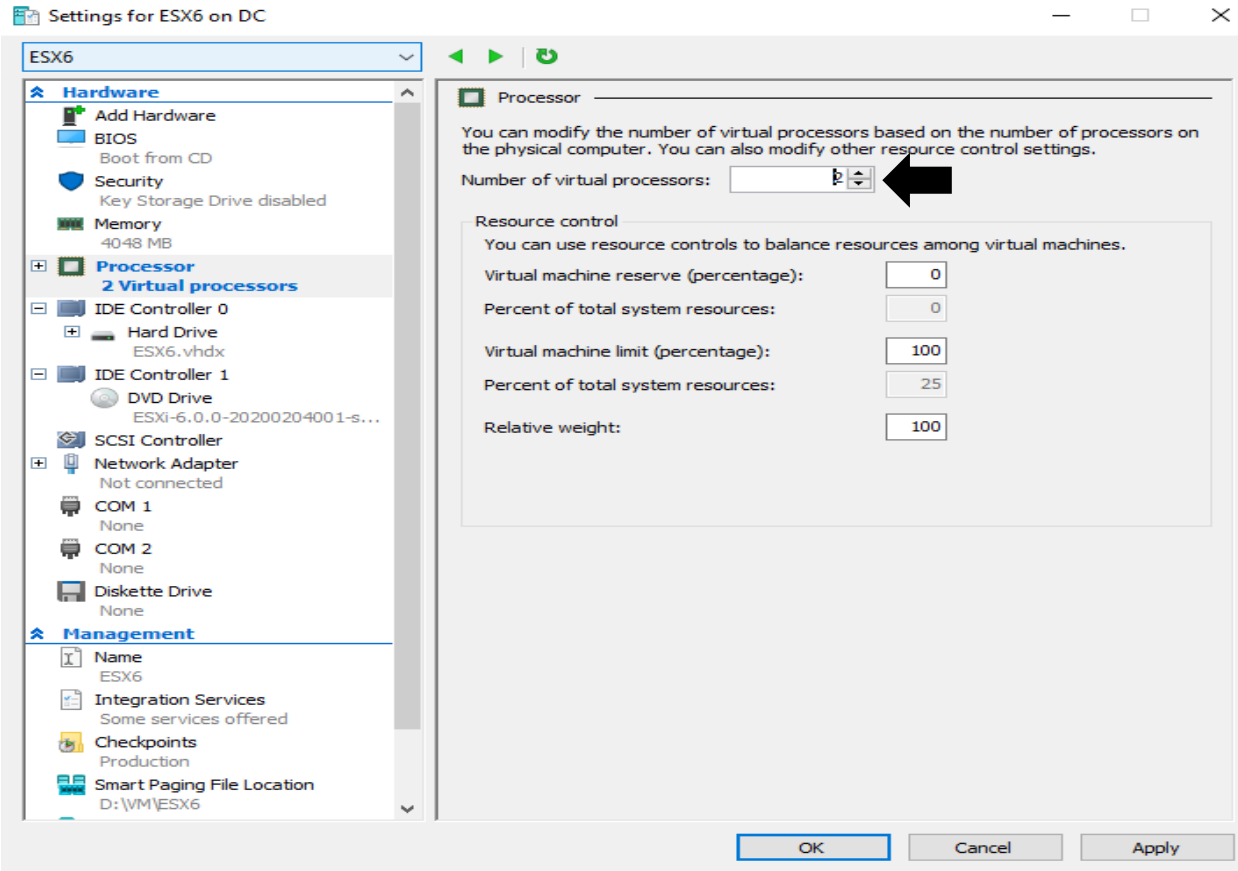 Settings for ESX6 on DC
ESX6
Hardware
Add Hardware
BIOS
Boot from CD
Security
Key Storage Drive disabled
Memory
4048 MB
Processor
2 Virtual processors
IDE Controller 0
Hard Drive
ESX6.vhdx
IDE Controller 1
DVD Drive
ESXi-6.0.0-20200204001-s...
SCSI Controller
Network Adapter
Not connected
COM 1
None
COM 2
None
Diskette Drive
None
Management
Name
ESX6
Integration Services
Some services offered
Checkpoints
Production
Smart Paging File Location
D:\VM\ESX6
Processor
You can modify the number of virtual processors based on the number of processors on
the physical computer. You can also modify other resource control settings.
Number of virtual processors: 2
Resource control
You can use resource controls to balance resources among virtual machines.
Virtual machine reserve (percentage): 0
Percent of total system resources: 0
Virtual machine limit (percentage): 100
Percent of total system resources: 25
Relative weight: 100
OK Cancel Apply